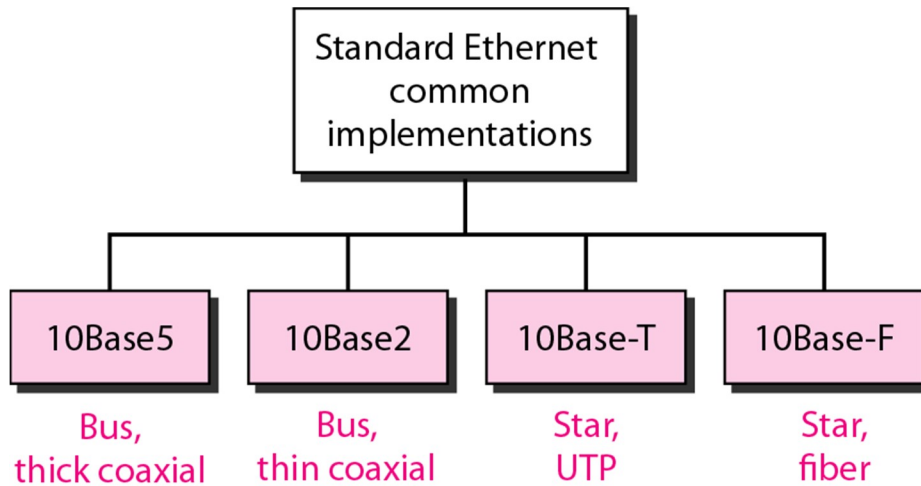 Standard Ethernet
common
implementations
10Base5
10Base2
10Base-T
10Base-F
Bus,
thick coaxial
Bus,
thin coaxial
Star,
UTP
Star,
fiber